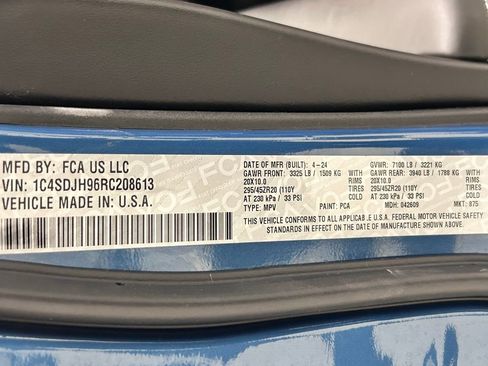 MFD BY: FCA US LLC
VIN: 1C4SDJH96RC208613
VEHICLE MADE IN: U.S.A.
DATE OF MFR (BUILT): 4-24 GVWR: 7100 LB / 3221 KG
GAWR FRONT: 3325 LB / 1509 KG WITH GAWR REAR: 3940 LB / 1788 KG WITH
20X10.0 RIMS 20X10.0 RIMS
295/45ZR20 (110Y TIRES 295/45ZR20 (110Y TIRES
AT 230 kPa / 33 PSI COLD AT 230 kPa / 33 PSI COLD
THIS VEHICLE CONFORMS TO ALL APPLICABLE U.S.A. FEDERAL MOTOR VEHICLE SAFETY
STANDARDS IN EFFECT ON THE DATE OF MANUFACTURE SHOWN ABOVE.
TYPE: MPV PAINT: PCA MDH: 042609 MKT: 875